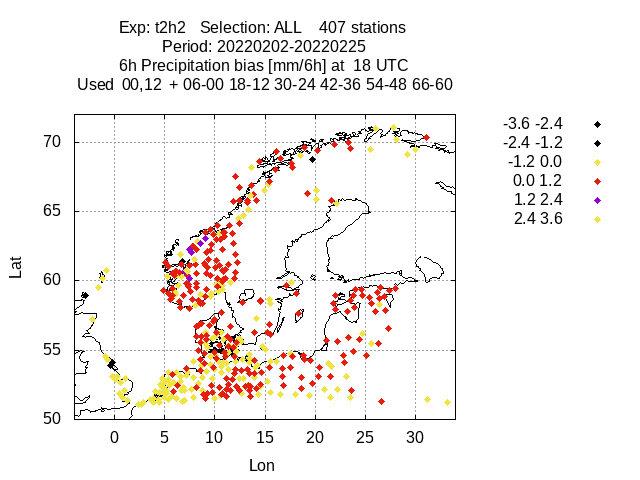 Exp: t2h2 Selection: ALL 407 stations
Period: 20220202-20220225
6h Precipitation bias [mm/6h] at 18 UTC
Used 00,12 + 06-00 18-12 30-24 42-36 54-48 66-60
-3.6 -2.4
-2.4 -1.2
-1.2 0.0
0.0 1.2
1.2 2.4
2.4 3.6
70
65
60
55
50
Lat
0 5 10 15 20 25 30
Lon